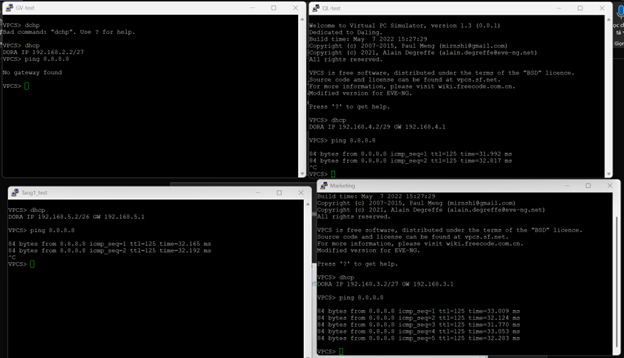 GV-test
VPCS> dchp
Bad command: "dchp". Use ? for help.
VPCS> dhcp
DORA IP 192.168.2.2/27
VPCS> ping 8.8.8.8
No gateway found
VPCS>
QL-test
Welcome to Virtual PC Simulator, version 1.3 (0.8.1)
Dedicated to Daling.
Build time: May 7 2022 15:27:29
Copyright (c) 2007-2015, Paul Meng (mirnshi@gmail.com)
Copyright (c) 2021, Alain Degreffe (alain.degreffe@eve-ng.net)
All rights reserved.
VPCS is free software, distributed under the terms of the "BSD" licence.
Source code and license can be found at vpcs.sf.net.
For more information, please visit wiki.freecode.com.cn.
Modified version for EVE-NG.
Press '?' to get help.
VPCS> dhcp
DORA IP 192.168.4.2/29 GW 192.168.4.1
VPCS> ping 8.8.8.8
84 bytes from 8.8.8.8 icmp_seq=1 ttl=125 time=31.992 ms
84 bytes from 8.8.8.8 icmp_seq=2 ttl=125 time=32.817 ms
^C
VPCS>
Tang1_test
VPCS> dhcp
DORA IP 192.168.5.2/26 GW 192.168.5.1
VPCS> ping 8.8.8.8
84 bytes from 8.8.8.8 icmp_seq=1 ttl=125 time=32.165 ms
84 bytes from 8.8.8.8 icmp_seq=2 ttl=125 time=32.192 ms
^C
VPCS>
Marketing
Build time: May 7 2022 15:27:29
Copyright (c) 2007-2015, Paul Meng (mirnshi@gmail.com)
Copyright (c) 2021, Alain Degreffe (alain.degreffe@eve-ng.net)
All rights reserved.
VPCS is free software, distributed under the terms of the "BSD" licence.
Source code and license can be found at vpcs.sf.net.
For more information, please visit wiki.freecode.com.cn.
Modified version for EVE-NG.
Press '?' to get help.
VPCS> dhcp
DORA IP 192.168.3.2/27 GW 192.168.3.1
VPCS> ping 8.8.8.8
84 bytes from 8.8.8.8 icmp_seq=1 ttl=125 time=33.009 ms
84 bytes from 8.8.8.8 icmp_seq=2 ttl=125 time=32.124 ms
84 bytes from 8.8.8.8 icmp_seq=3 ttl=125 time=31.770 ms
84 bytes from 8.8.8.8 icmp_seq=4 ttl=125 time=33.053 ms
84 bytes from 8.8.8.8 icmp_seq=5 ttl=125 time=32.283 ms
VPCS>